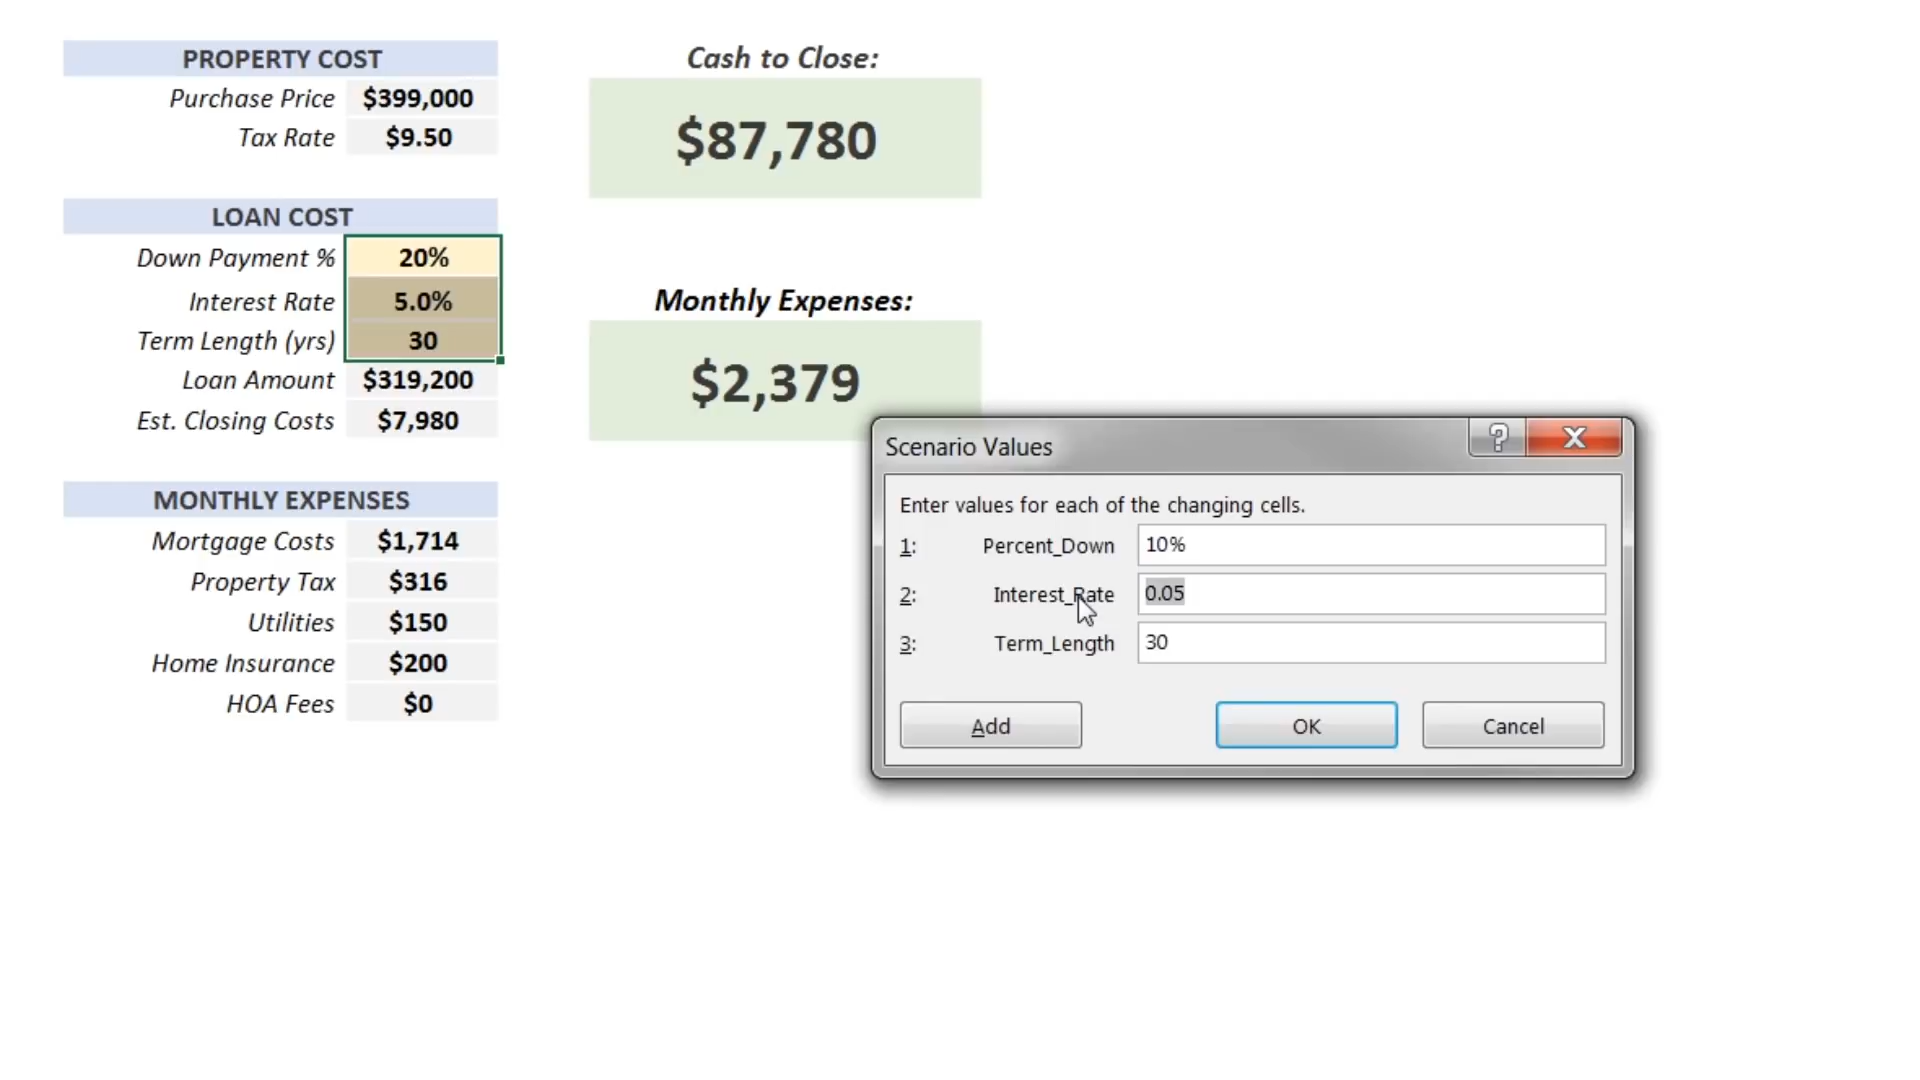 PROPERTY COST
Purchase Price $399,000
Tax Rate $9.50
LOAN COST
Down Payment % 20%
Interest Rate 5.0%
Term Length (yrs) 30
Loan Amount $319,200
Est. Closing Costs $7,980
MONTHLY EXPENSES
Mortgage Costs $1,714
Property Tax $316
Utilities $150
Home Insurance $200
HOA Fees $0
Cash to Close:
$87,780
Monthly Expenses:
$2,379
Scenario Values
Enter values for each of the changing cells.
1: Percent_Down 10%
2: Interest_Rate 0.05
3: Term_Length 30
Add OK Cancel